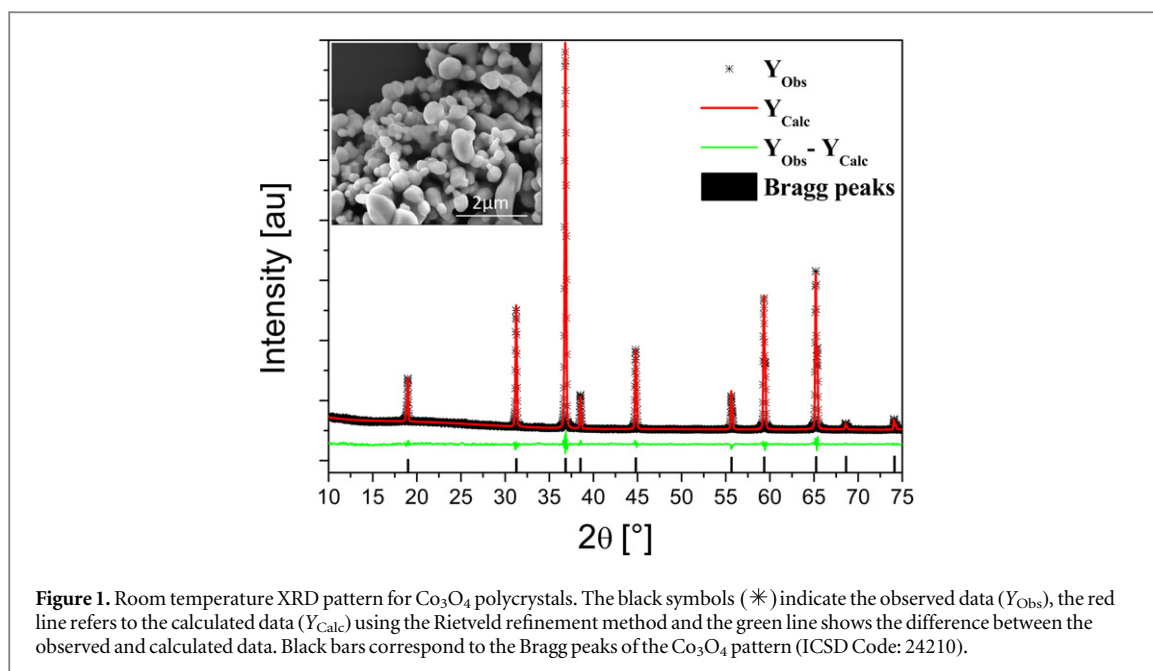 2μm
Y_Obs
Y_Calc
Y_Obs - Y_Calc
Bragg peaks
Intensity [au]
10 15 20 25 30 35 40 45 50 55 60 65 70 75
2θ [°]
Figure 1. Room temperature XRD pattern for Co₃O₄ polycrystals. The black symbols (✳) indicate the observed data (Y_Obs), the red
line refers to the calculated data (Y_Calc) using the Rietveld refinement method and the green line shows the difference between the
observed and calculated data. Black bars correspond to the Bragg peaks of the Co₃O₄ pattern (ICSD Code: 24210).